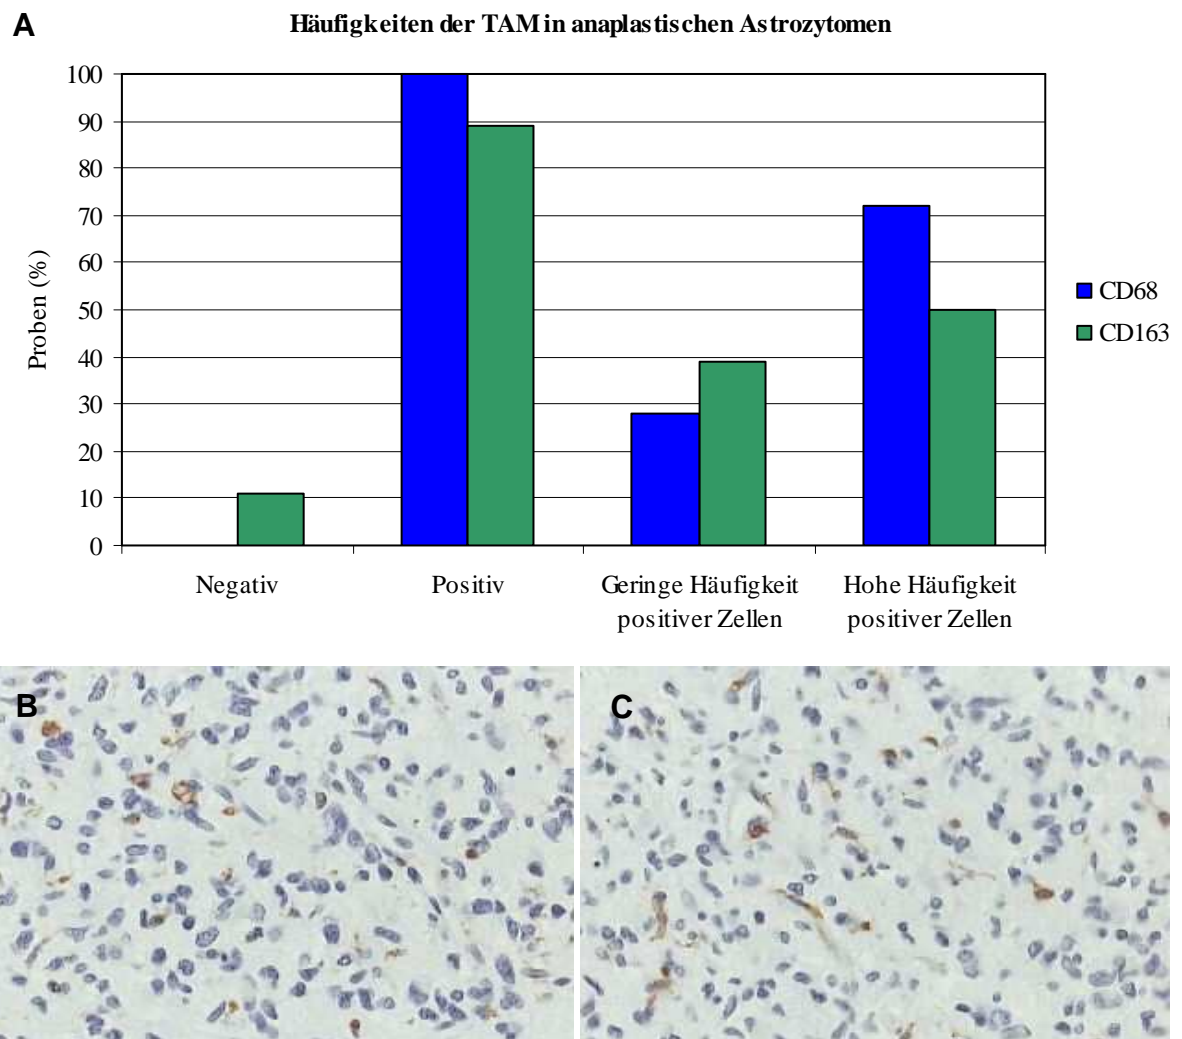 A
Häufigkeiten der TAM in anaplastischen Astrozytomen
100
90
80
70
60
50
40
30
20
10
0
Proben (%)
Negativ
Positiv
Geringe Häufigkeit
positiver Zellen
Hohe Häufigkeit
positiver Zellen
CD68
CD163
B
C